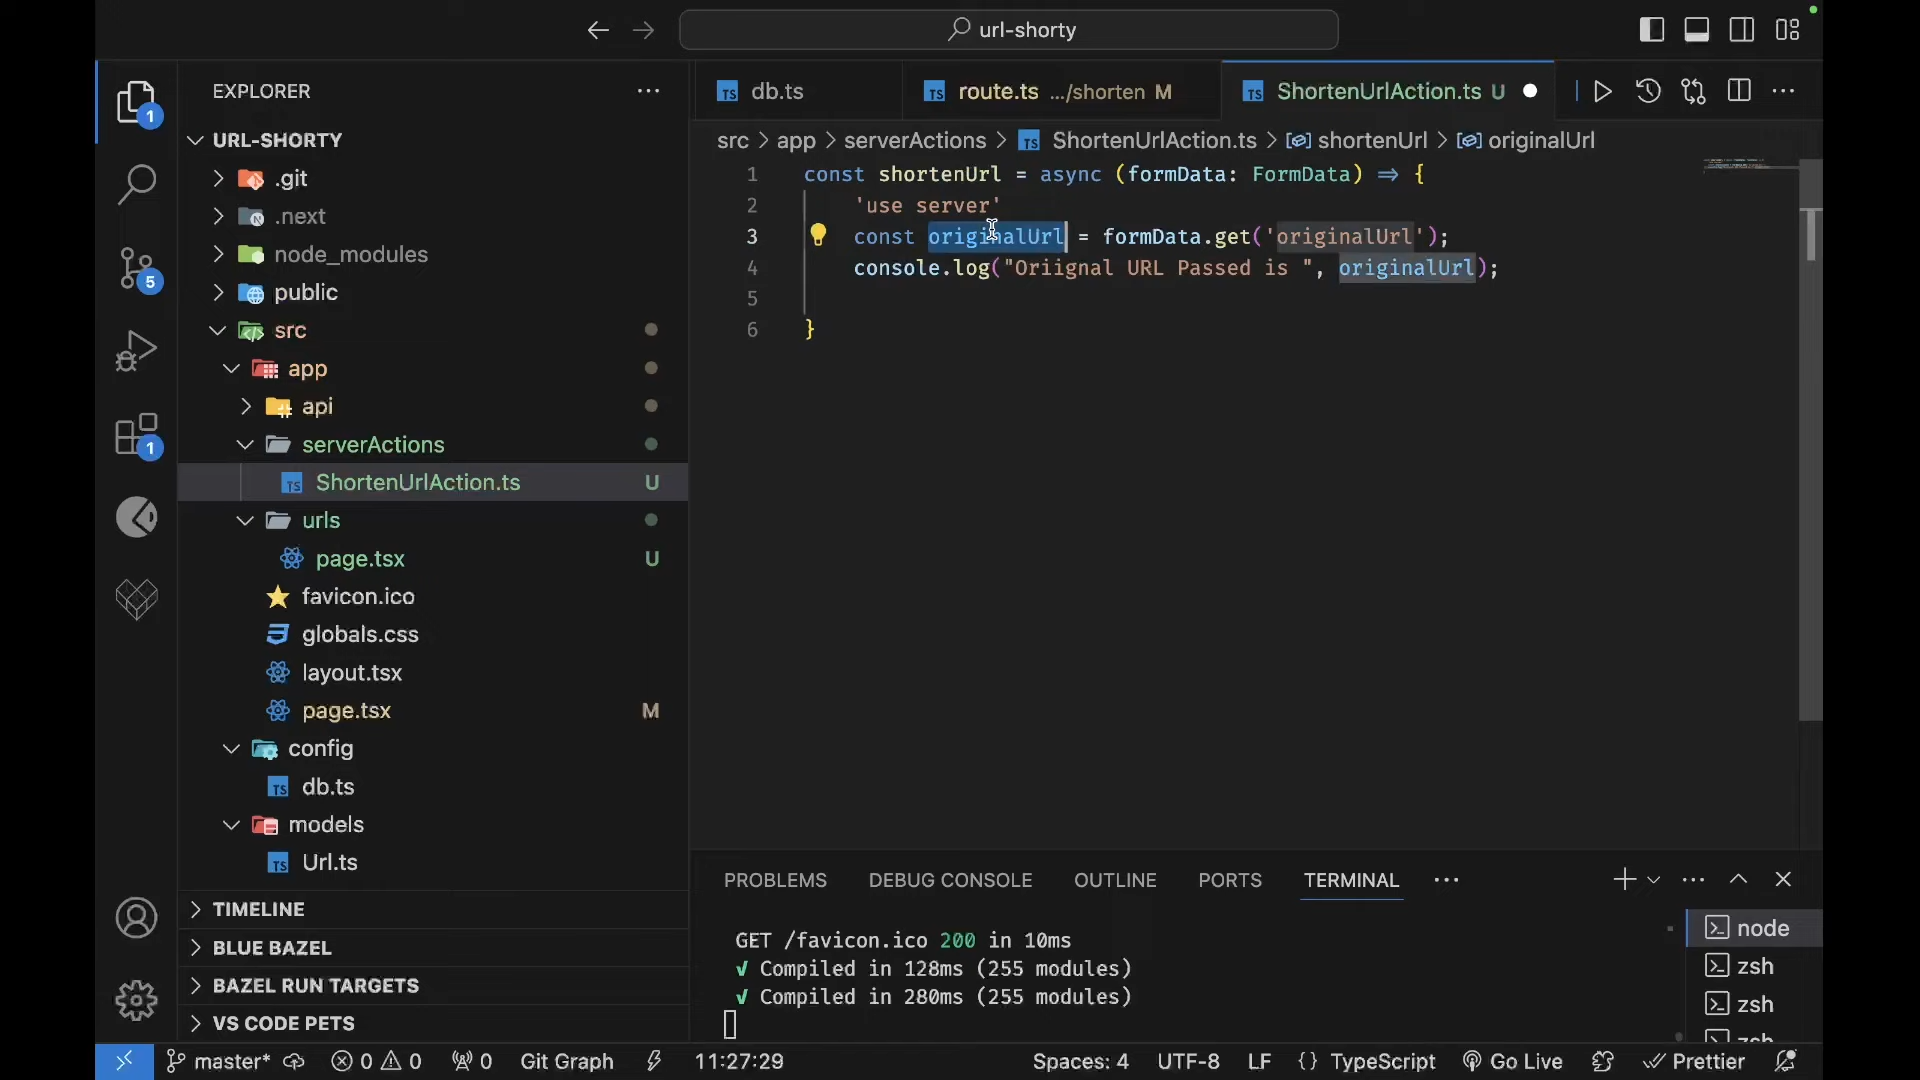 url-shorty
EXPLORER
db.ts
route.ts .../shorten M
ShortenUrlAction.ts U
URL-SHORTY
src > app > serverActions > ShortenUrlAction.ts > shortenUrl > originalUrl
.git
.next
node_modules
public
src
app
api
serverActions
ShortenUrlAction.ts U
urls
page.tsx U
favicon.ico
globals.css
layout.tsx
page.tsx M
config
db.ts
models
Url.ts
TIMELINE
BLUE BAZEL
BAZEL RUN TARGETS
VS CODE PETS
1
5
1
1 const shortenUrl = async (formData: FormData) => {
2 'use server'
3 const originalUrl = formData.get('originalUrl');
4 console.log("Oriignal URL Passed is ", originalUrl);
5
6 }
PROBLEMS DEBUG CONSOLE OUTLINE PORTS TERMINAL
GET /favicon.ico 200 in 10ms
✓ Compiled in 128ms (255 modules)
✓ Compiled in 280ms (255 modules)
node
zsh
zsh
zsh
master* 0 0 0 Git Graph 11:27:29 Spaces: 4 UTF-8 LF {} TypeScript Go Live Prettier